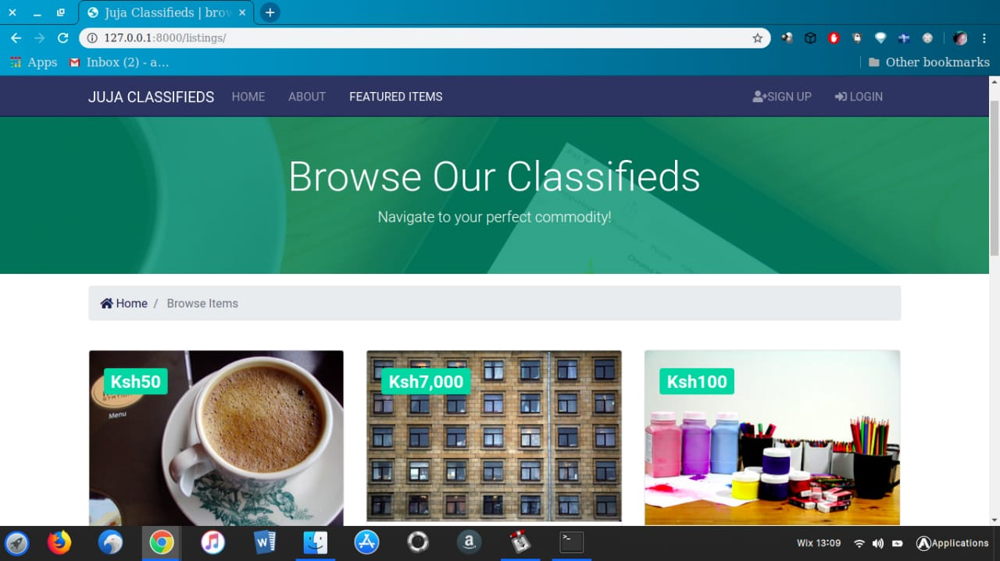 Juja Classifieds | brow
127.0.0.1:8000/listings/
Apps Inbox (2) - a... Other bookmarks
JUJA CLASSIFIEDS HOME ABOUT FEATURED ITEMS SIGN UP LOGIN
Browse Our Classifieds
Navigate to your perfect commodity!
Home / Browse Items
Ksh50 Ksh7,000 Ksh100
Menu
Wix 13:09 Applications